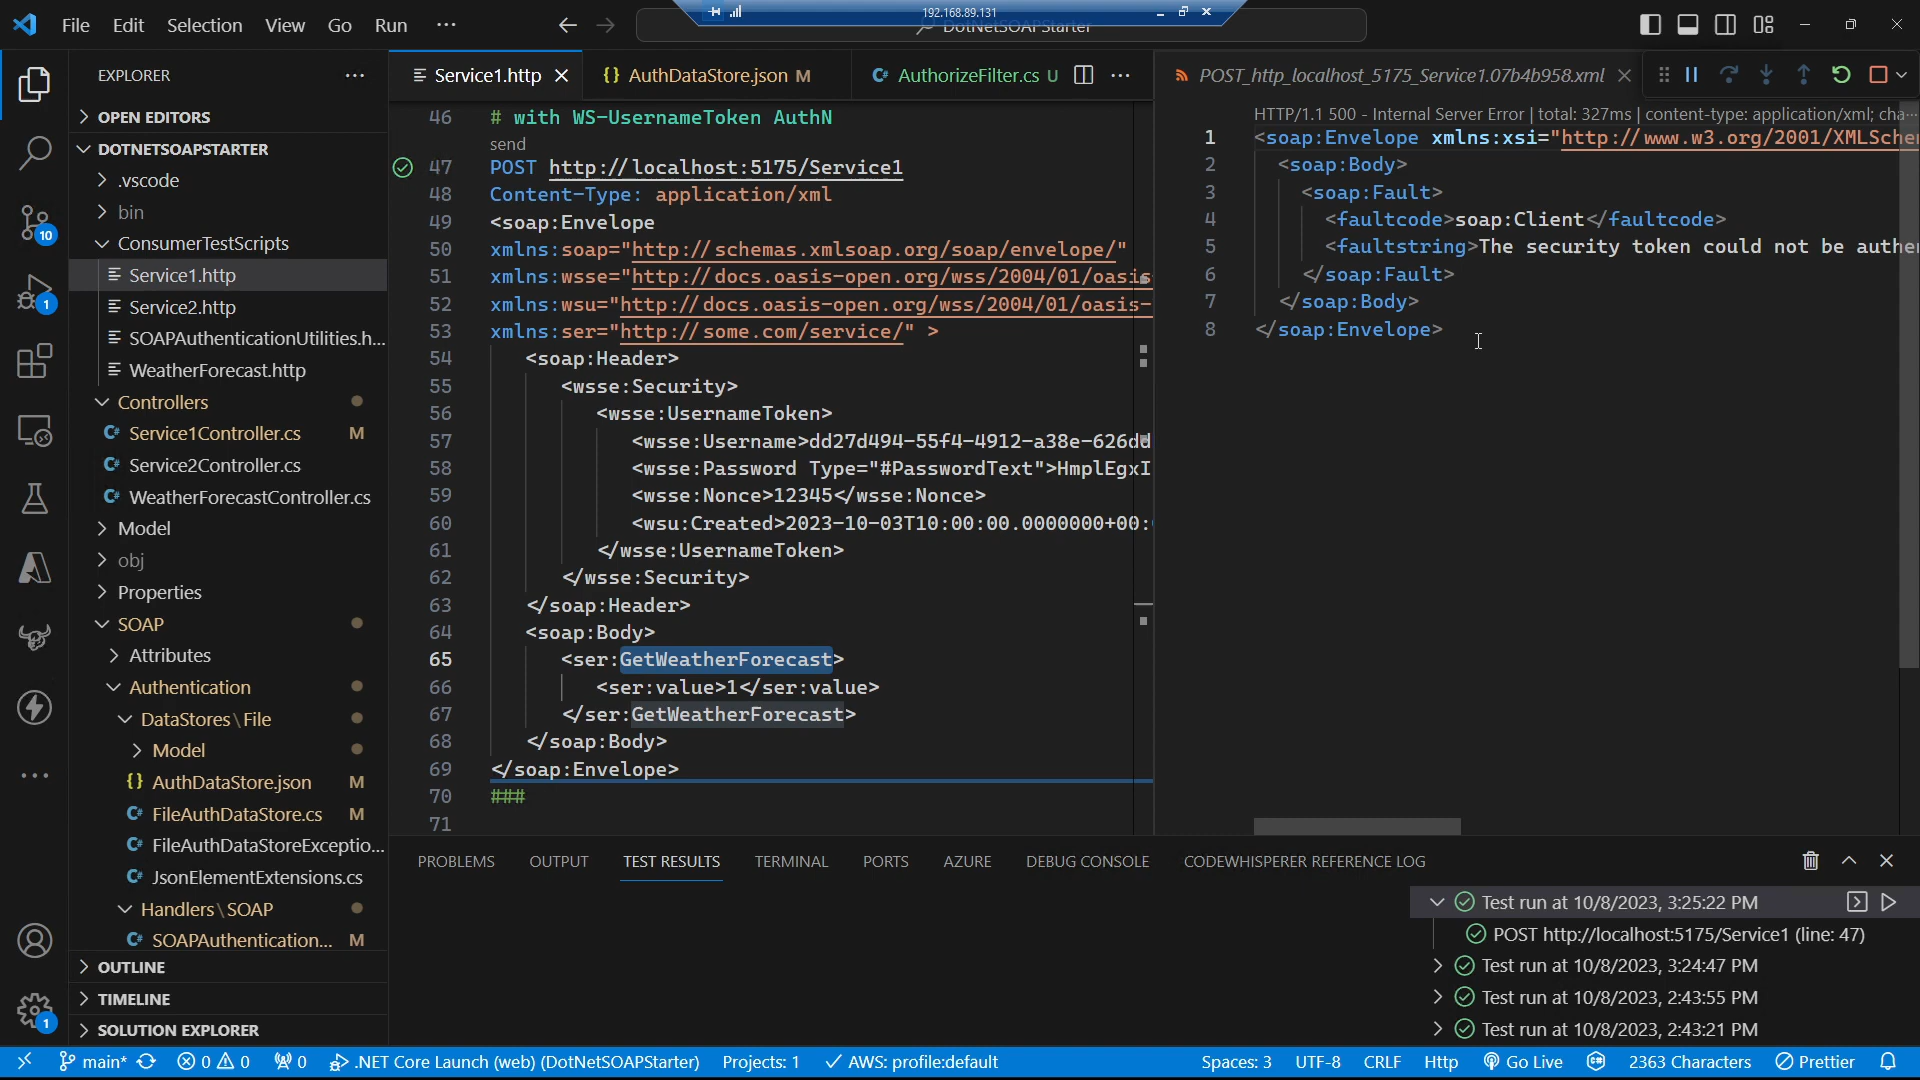 File Edit Selection View Go Run ···
192.168.89.131
DotNetSOAPStarter
EXPLORER
OPEN EDITORS
DOTNETSOAPSTARTER
.vscode
bin
ConsumerTestScripts
Service1.http
Service2.http
SOAPAuthenticationUtilities.h...
WeatherForecast.http
Controllers
Service1Controller.cs M
Service2Controller.cs
WeatherForecastController.cs
Model
obj
Properties
SOAP
Attributes
Authentication
DataStores\File
Model
{} AuthDataStore.json M
FileAuthDataStore.cs M
FileAuthDataStoreExceptio...
JsonElementExtensions.cs
Handlers\SOAP
SOAPAuthentication... M
OUTLINE
TIMELINE
SOLUTION EXPLORER
10
1
1
Service1.http {} AuthDataStore.json M AuthorizeFilter.cs U
46 # with WS-UsernameToken AuthN
send
47 POST http://localhost:5175/Service1
48 Content-Type: application/xml
49 <soap:Envelope
50 xmlns:soap="http://schemas.xmlsoap.org/soap/envelope/"
51 xmlns:wsse="http://docs.oasis-open.org/wss/2004/01/oasis
52 xmlns:wsu="http://docs.oasis-open.org/wss/2004/01/oasis-
53 xmlns:ser="http://some.com/service/" >
54 <soap:Header>
55 <wsse:Security>
56 <wsse:UsernameToken>
57 <wsse:Username>dd27d494-55f4-4912-a38e-626dd
58 <wsse:Password Type="#PasswordText">HmplEgxI
59 <wsse:Nonce>12345</wsse:Nonce>
60 <wsu:Created>2023-10-03T10:00:00.0000000+00:
61 </wsse:UsernameToken>
62 </wsse:Security>
63 </soap:Header>
64 <soap:Body>
65 <ser:GetWeatherForecast>
66 <ser:value>1</ser:value>
67 </ser:GetWeatherForecast>
68 </soap:Body>
69 </soap:Envelope>
70 ###
71
POST_http_localhost_5175_Service1.07b4b958.xml
HTTP/1.1 500 - Internal Server Error | total: 327ms | content-type: application/xml; cha...
1 <soap:Envelope xmlns:xsi="http://www.w3.org/2001/XMLSche
2 <soap:Body>
3 <soap:Fault>
4 <faultcode>soap:Client</faultcode>
5 <faultstring>The security token could not be authe
6 </soap:Fault>
7 </soap:Body>
8 </soap:Envelope>
PROBLEMS OUTPUT TEST RESULTS TERMINAL PORTS AZURE DEBUG CONSOLE CODEWHISPERER REFERENCE LOG
Test run at 10/8/2023, 3:25:22 PM
POST http://localhost:5175/Service1 (line: 47)
Test run at 10/8/2023, 3:24:47 PM
Test run at 10/8/2023, 2:43:55 PM
Test run at 10/8/2023, 2:43:21 PM
main* 0 0 0 .NET Core Launch (web) (DotNetSOAPStarter) Projects: 1 AWS: profile:default Spaces: 3 UTF-8 CRLF Http Go Live 2363 Characters Prettier